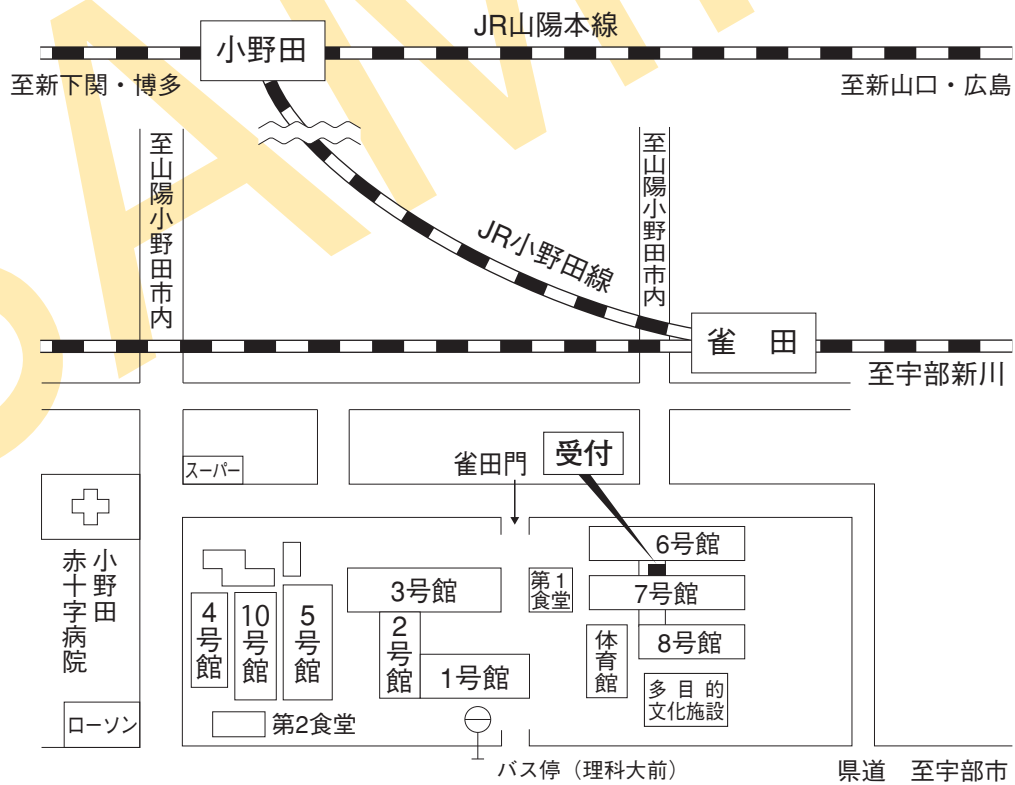 JR山陽本線
小野田
至新下関・博多
至新山口・広島
至山陽小野田市内
至山陽小野田市内
JR小野田線
雀 田
至宇部新川
スーパー
雀田門
受付
小野田
赤十字病院
6号館
7号館
8号館
第1
食堂
3号館
4号館
10号館
5号館
2号館
1号館
体育館
多目的
文化施設
ローソン
第2食堂
バス停（理科大前）
県道 至宇部市